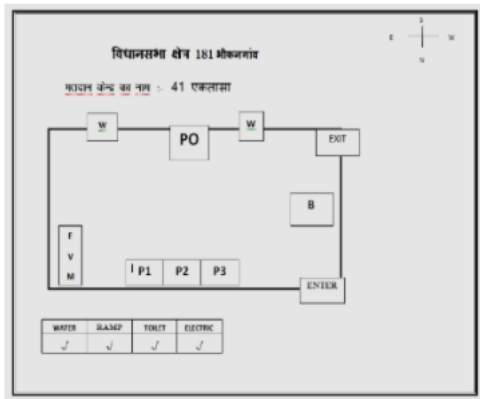 S
E W
N
विधानसभा क्षेत्र 181 भीकनगांव
मतदान केन्द्र का नाम :- 41 एकतासा
W
W
PO
EXIT
B
E
V
M
P1 P2 P3
ENTER
WATER RAMP TOILET ELECTRIC
√ √ √ √